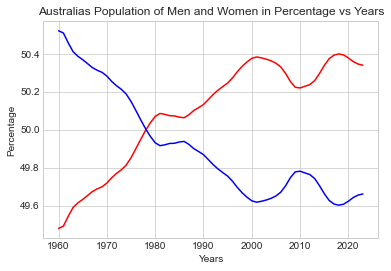 Australias Population of Men and Women in Percentage vs Years
50.4
50.2
50.0
49.8
49.6
Percentage
1960 1970 1980 1990 2000 2010 2020
Years